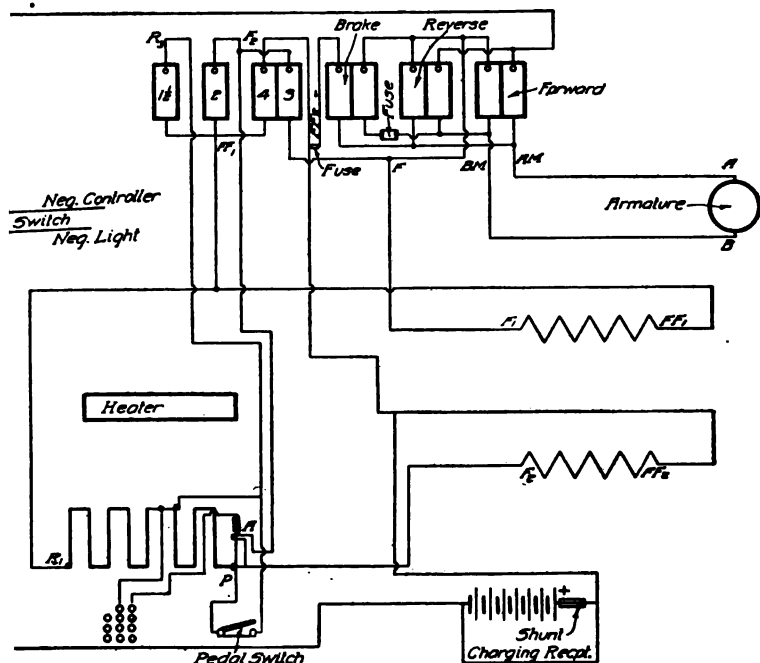 Brake
Reverse
R3
F2
1½
2
4
3
Forward
Fuse
FF2
FF1
Fuse
F
BM
AM
A
Armature
B
Neg. Controller
Switch
Neg. Light
F1
FF1
Heater
F2
FF2
R1
R
P
+
Shunt
Charging Recpt.
Pedal Switch